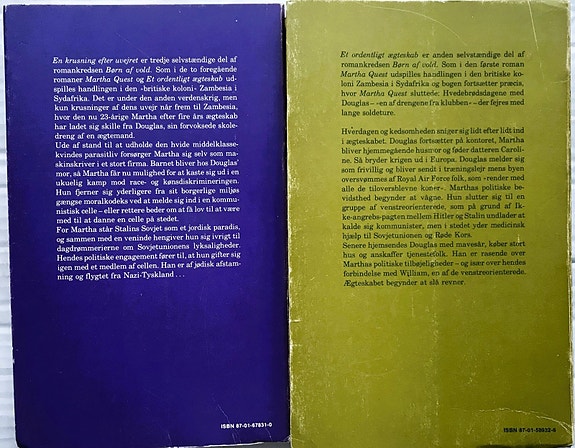 En krusning efter uvejret er tredje selvstændige del af
romankredsen Børn af vold. Som i de to foregående
romaner Martha Quest og Et ordentligt ægteskab ud-
spilles handlingen i den ‹britiske koloni› Zambesia i
Sydafrika. Det er under den anden verdenskrig, men
kun krusninger af dens uvejr når frem til Zambesia,
hvor den nu 23-årige Martha efter fire års ægteskab
har ladet sig skille fra Douglas, sin forvoksede skole-
dreng af en ægtemand.
Ude af stand til at udholde den hvide middelklasse-
kvindes parasitliv forsørger Martha sig selv som ma-
skinskriver i et stort firma. Barnet bliver hos Douglas'
mor, så Martha får nu mulighed for at kaste sig ud i en
ukuelig kamp mod race- og kønsdiskrimineringen.
Hun fjerner sig yderligere fra sit borgerlige miljøs
gængse moralkodeks ved at melde sig ind i en kommu-
nistisk celle – eller rettere beder om at få lov til at være
med til at danne en celle på stedet.
For Martha står Stalins Sovjet som et jordisk paradis,
og sammen med en veninde hengiver hun sig ivrigt til
dagdrømmerierne om Sovjetunionens lyksaligheder.
Hendes politiske engagement fører til, at hun gifter sig
igen med et medlem af cellen. Han er af jødisk afstam-
ning og flygtet fra Nazi-Tyskland . . .
ISBN 87-01-67831-0
Et ordentligt ægteskab er anden selvstændige del af
romankredsen Børn af vold. Som i den første roman
Martha Quest udspilles handlingen i den britiske ko-
loni Zambesia i Sydafrika og bogen fortsætter præcis,
hvor Martha Quest sluttede: Hvedebrødsdagene med
Douglas – ‹en af drengene fra klubben› – der fejres med
lange soldeture.
Hverdagen og kedsomheden sniger sig lidt efter lidt ind
i ægteskabet. Douglas fortsætter på kontoret, Martha
bliver hjemmegående husmor og føder datteren Caroli-
ne. Så bryder krigen ud i Europa, Douglas melder sig
som frivillig og bliver sendt i træningslejr mens byen
oversvømmes af Royal Air Force folk, som ‹render med
alle de tiloversblevne koner›. Marthas politiske be-
vidsthed begynder at vågne. Hun slutter sig til en
gruppe af venstreorienterede, som på grund af Ik-
ke-angrebs-pagten mellem Hitler og Stalin undlader at
kalde sig kommunister, men i stedet yder medicinsk
hjælp til Sovjetunionen og Røde Kors.
Senere hjemsendes Douglas med mavesår, køber stort
hus og anskaffer tjenestefolk. Han er rasende over
Marthas politiske tilbøjeligheder – og især over hendes
forbindelse med William, en af de venstreorienterede.
Ægteskabet begynder at slå revner.